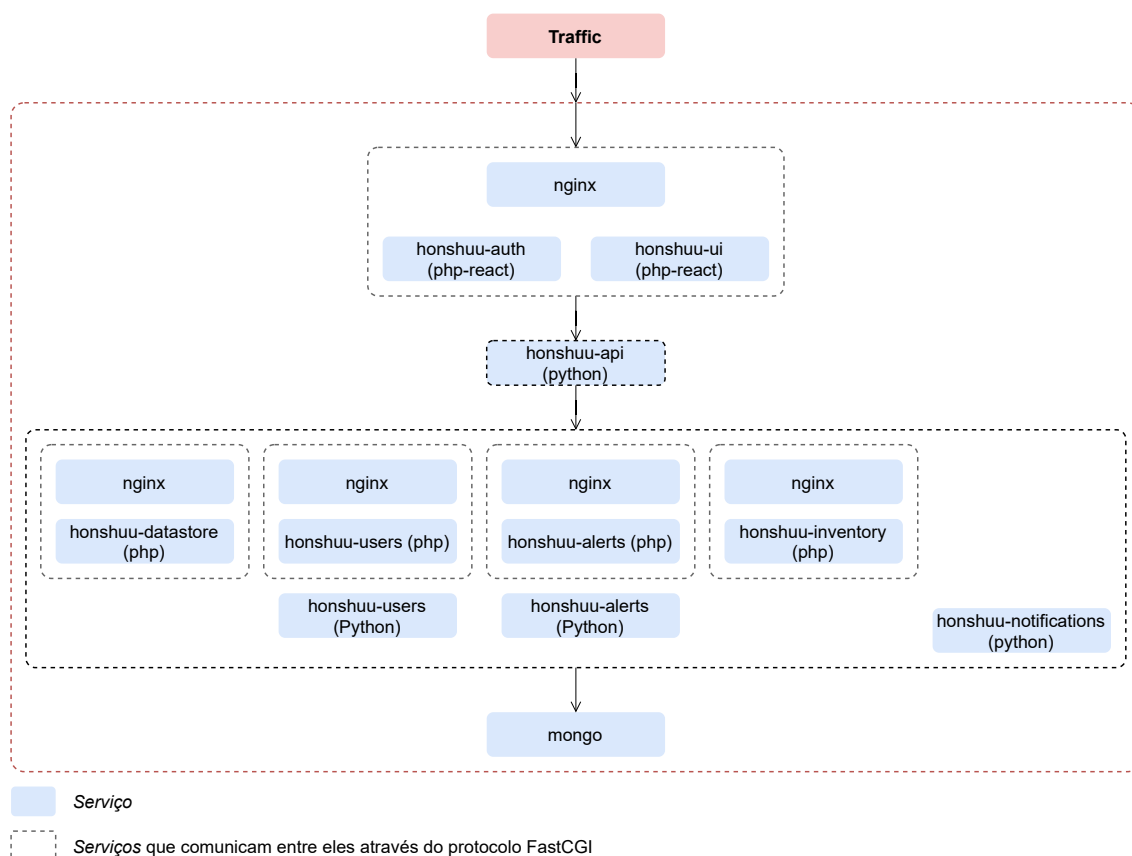 Traffic
nginx
honshuu-auth
(php-react)
honshuu-ui
(php-react)
honshuu-api
(python)
nginx
honshuu-datastore
(php)
nginx
honshuu-users (php)
honshuu-users
(Python)
nginx
honshuu-alerts (php)
honshuu-alerts
(Python)
nginx
honshuu-inventory
(php)
honshuu-notifications
(python)
mongo
Serviço
Serviços que comunicam entre eles através do protocolo FastCGI